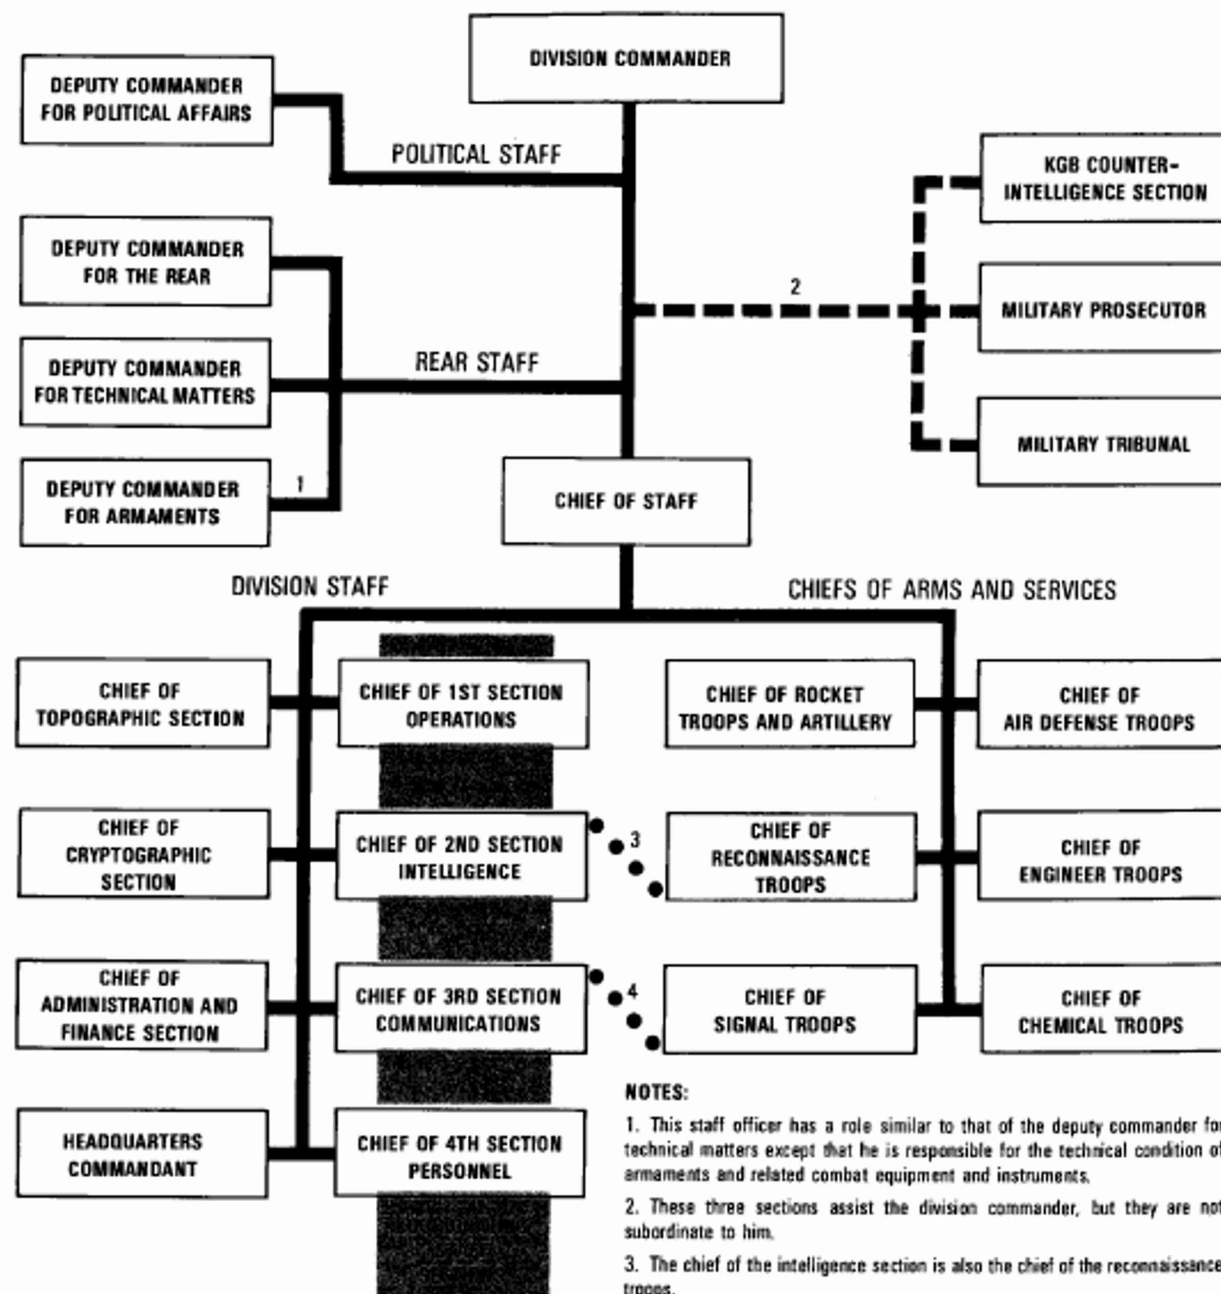 DIVISION COMMANDER
DEPUTY COMMANDER
FOR POLITICAL AFFAIRS
POLITICAL STAFF
KGB COUNTER-
INTELLIGENCE SECTION
DEPUTY COMMANDER
FOR THE REAR
2
MILITARY PROSECUTOR
DEPUTY COMMANDER
FOR TECHNICAL MATTERS
REAR STAFF
MILITARY TRIBUNAL
DEPUTY COMMANDER
FOR ARMAMENTS
1
CHIEF OF STAFF
DIVISION STAFF
CHIEFS OF ARMS AND SERVICES
CHIEF OF
TOPOGRAPHIC SECTION
CHIEF OF 1ST SECTION
OPERATIONS
CHIEF OF ROCKET
TROOPS AND ARTILLERY
CHIEF OF
AIR DEFENSE TROOPS
CHIEF OF
CRYPTOGRAPHIC
SECTION
CHIEF OF 2ND SECTION
INTELLIGENCE
3
CHIEF OF
RECONNAISSANCE
TROOPS
CHIEF OF
ENGINEER TROOPS
CHIEF OF
ADMINISTRATION AND
FINANCE SECTION
CHIEF OF 3RD SECTION
COMMUNICATIONS
4
CHIEF OF
SIGNAL TROOPS
CHIEF OF
CHEMICAL TROOPS
HEADQUARTERS
COMMANDANT
CHIEF OF 4TH SECTION
PERSONNEL
NOTES:
1. This staff officer has a role similar to that of the deputy commander for
technical matters except that he is responsible for the technical condition of
armaments and related combat equipment and instruments.
2. These three sections assist the division commander, but they are not
subordinate to him.
3. The chief of the intelligence section is also the chief of the reconnaissance
troops.